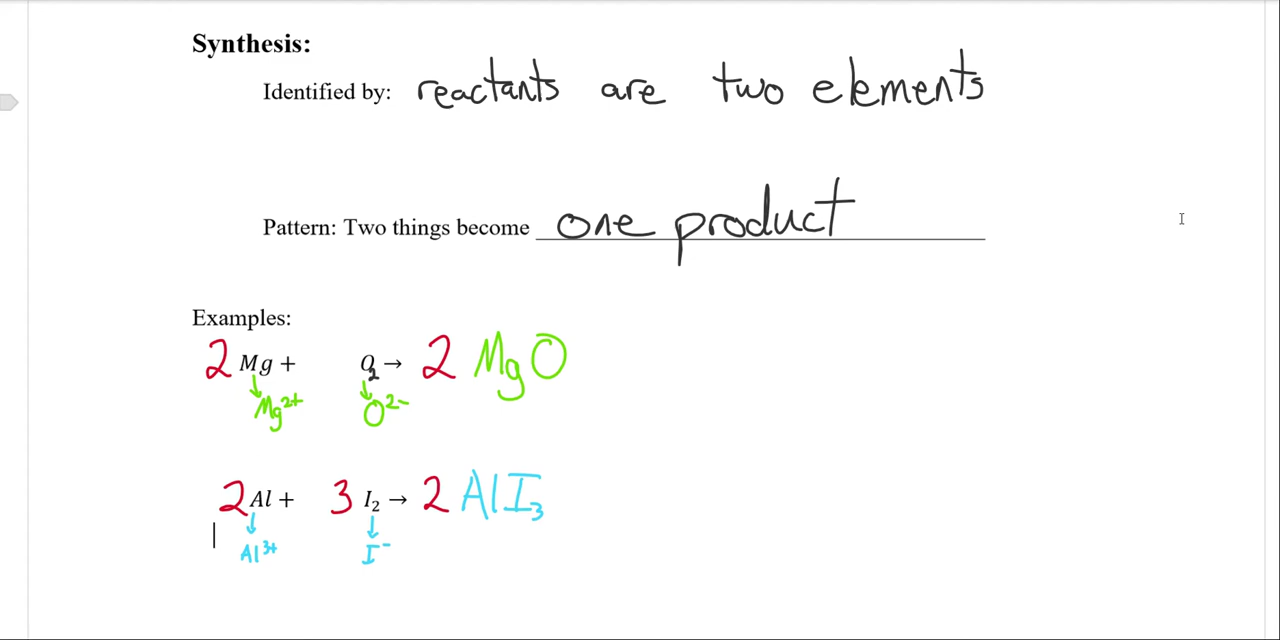 Synthesis:
Identified by: reactants are two elements
Pattern: Two things become one product
Examples:
2 Mg + O₂ → 2 MgO
Mg²⁺ O²⁻
2 Al + 3 I₂ → 2 AlI₃
Al³⁺ I⁻